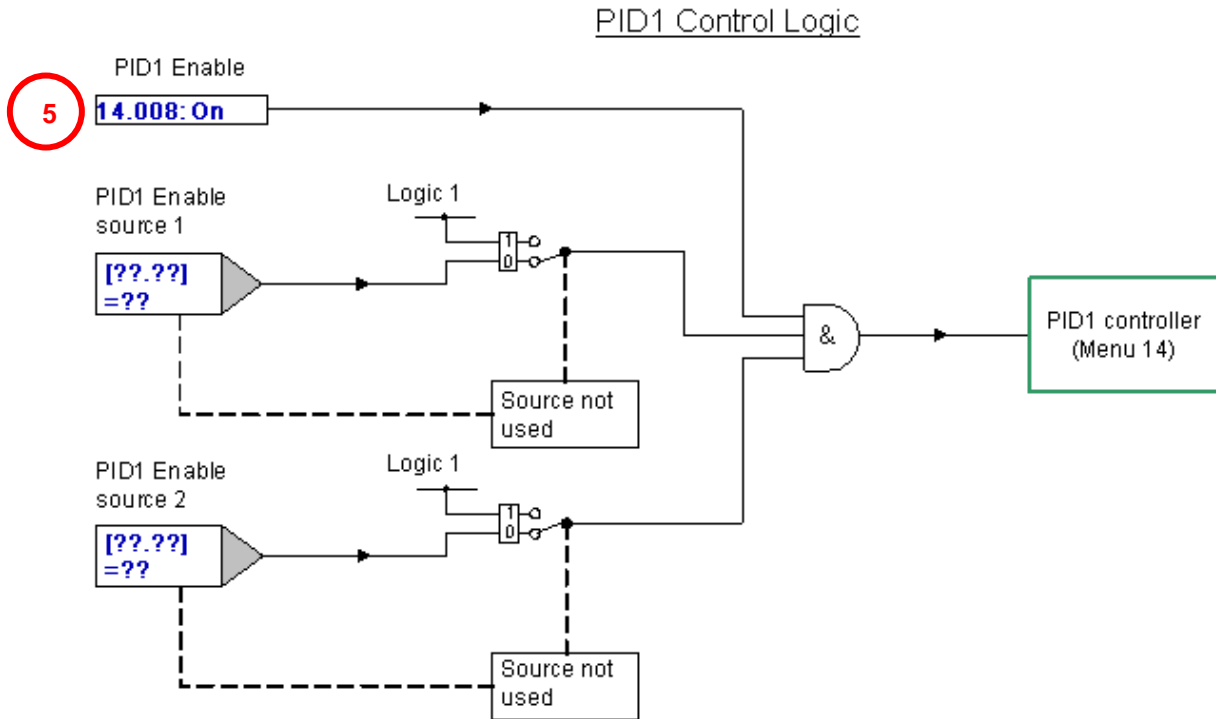 PID1 Control Logic
PID1 Enable
5
14.008: On
PID1 Enable
source 1
Logic 1
[??.??]
=??
1
0
Source not
used
&
PID1 controller
(Menu 14)
PID1 Enable
source 2
Logic 1
[??.??]
=??
1
0
Source not
used